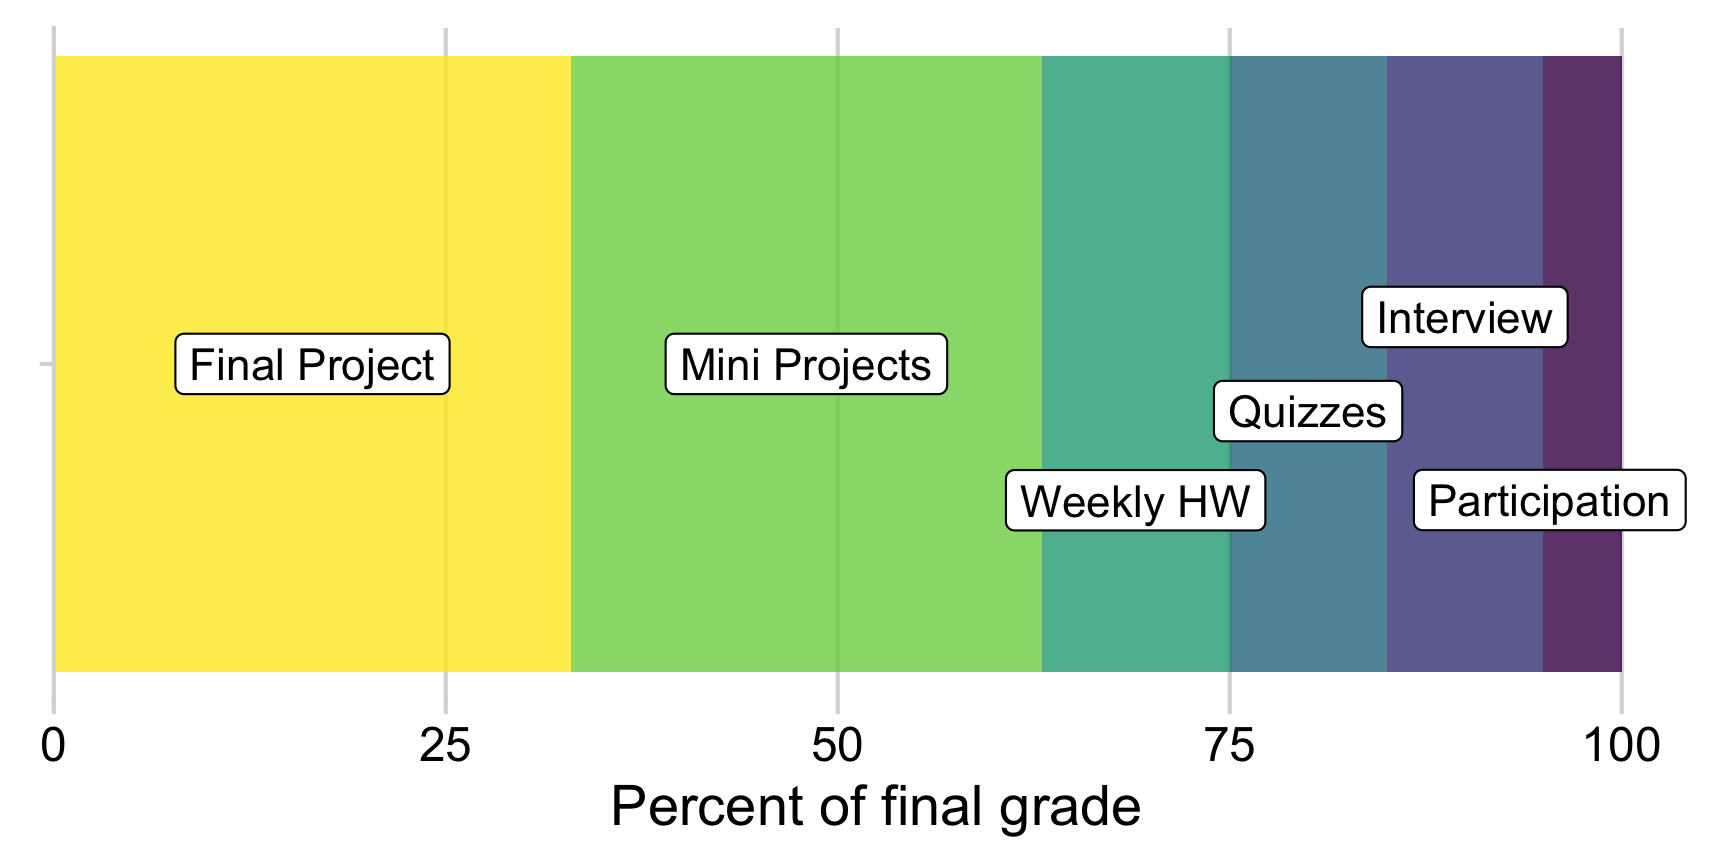 Interview
Final Project
Mini Projects
Quizzes
Weekly HW
Participation
0
25
50
75
100
Percent of final grade